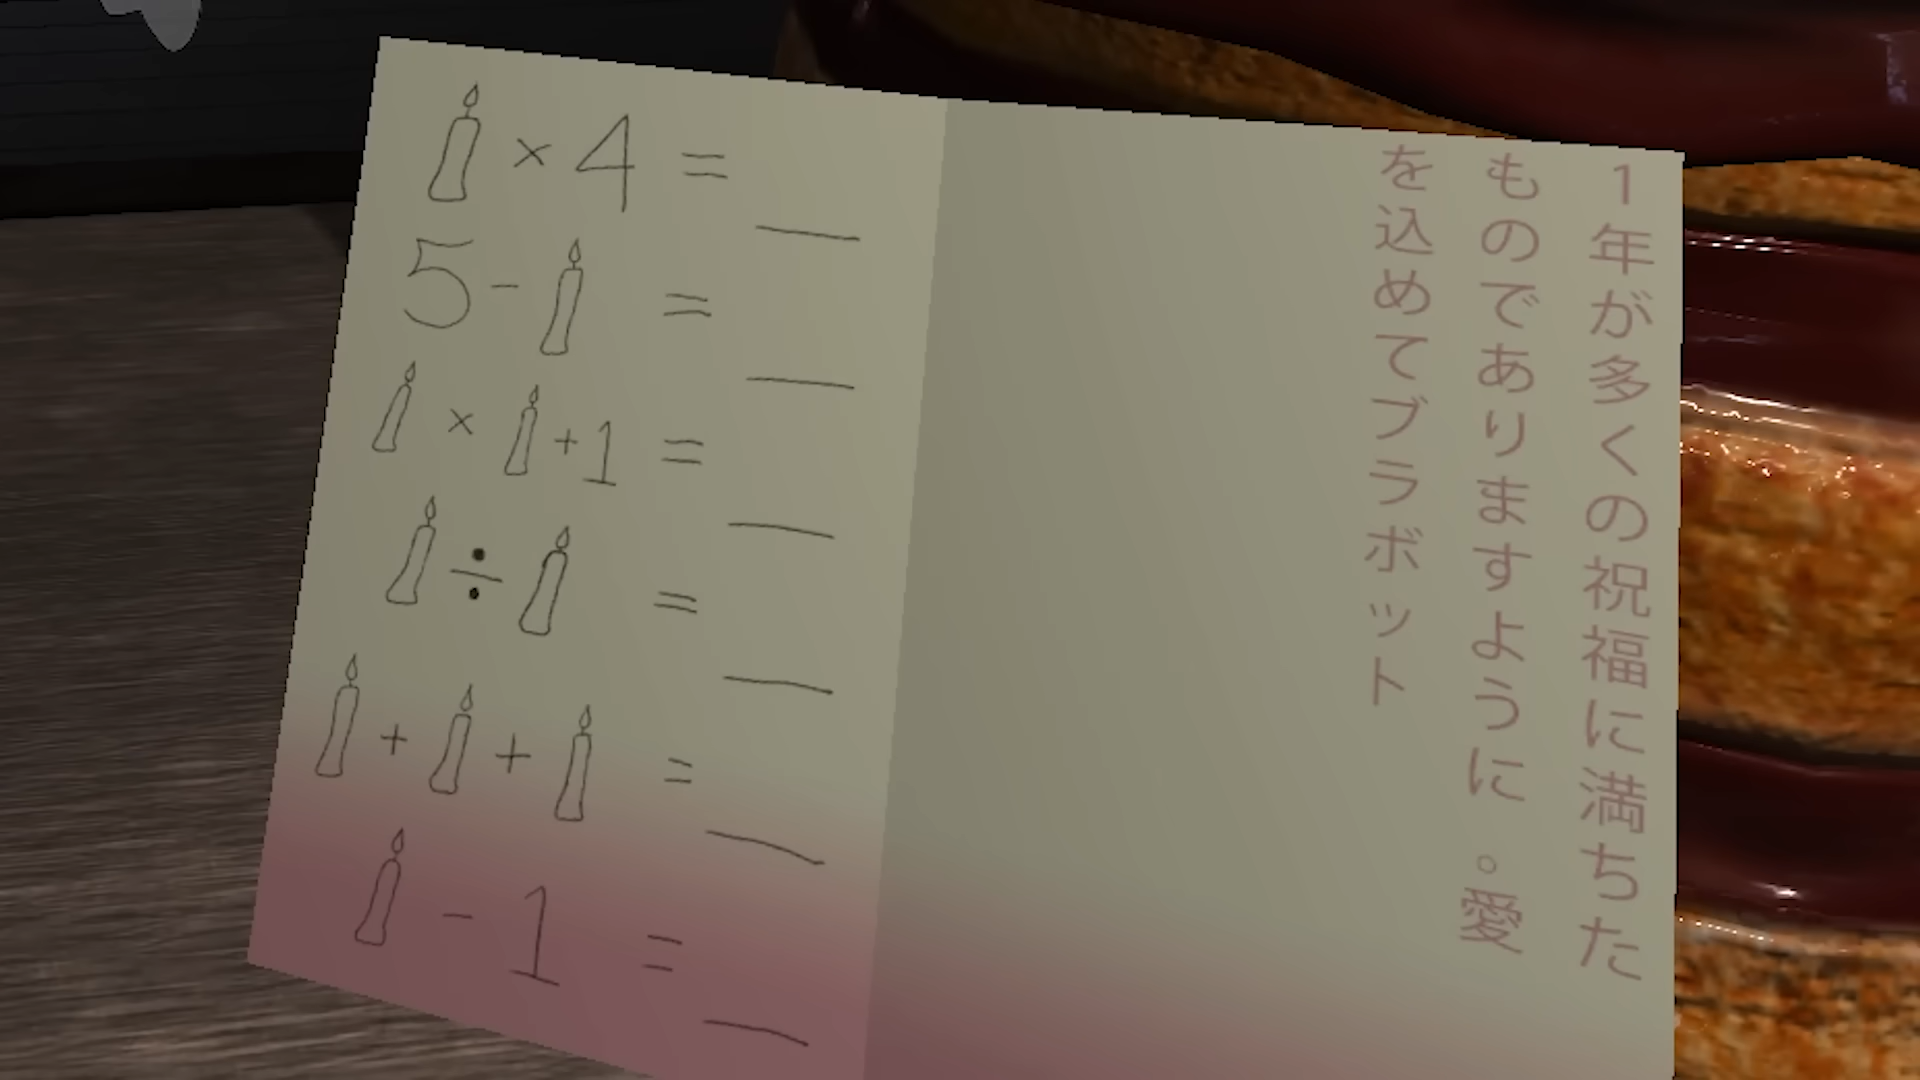 × 4 =
5 - =
× +1 =
÷ =
+ + =
- 1 =
1年が多くの祝福に満ちた
ものでありますように。愛
を込めてブラボット